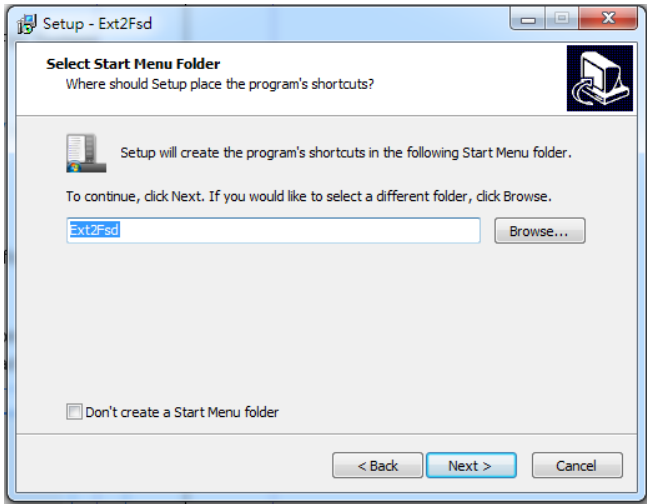 Setup - Ext2Fsd
Select Start Menu Folder
Where should Setup place the program's shortcuts?
Setup will create the program's shortcuts in the following Start Menu folder.
To continue, click Next. If you would like to select a different folder, click Browse.
Ext2Fsd
Browse...
Don't create a Start Menu folder
< Back
Next >
Cancel